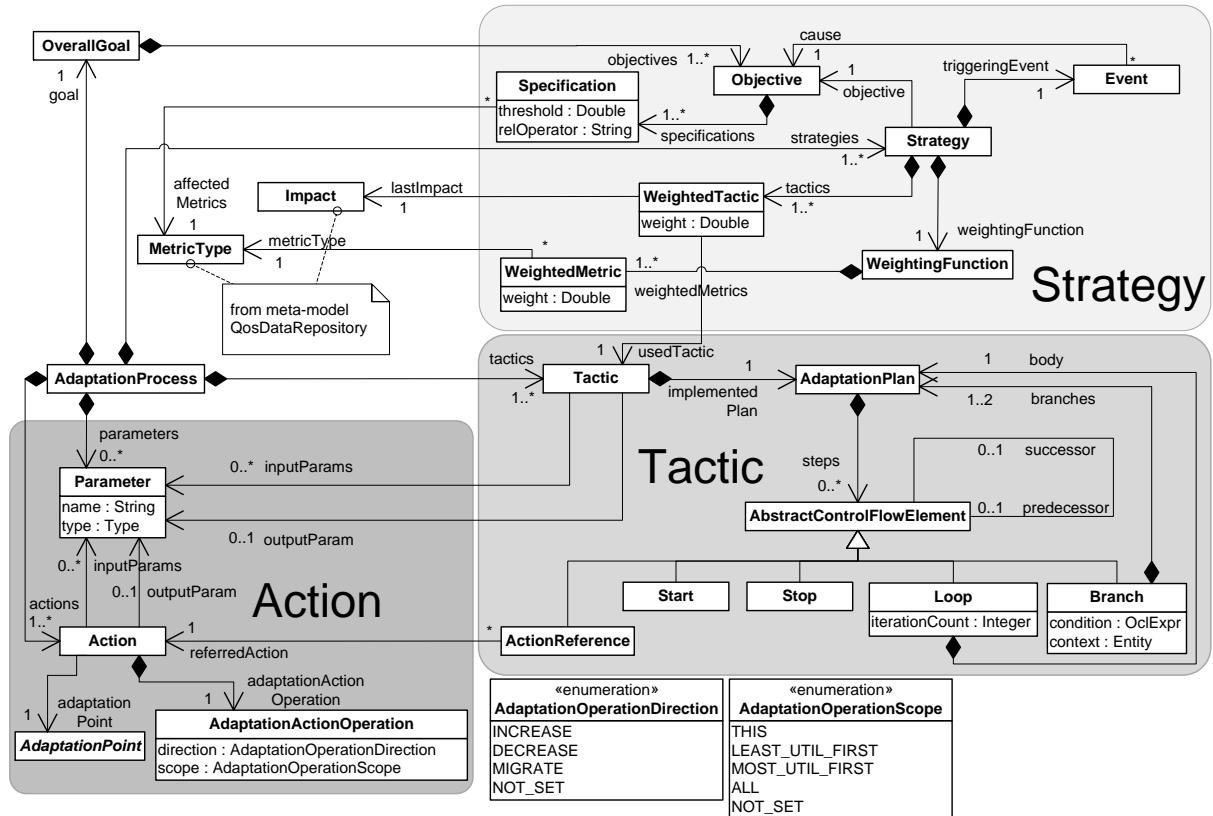 OverallGoal
1
goal
objectives
1..*
cause
1
Objective
1
objective
triggeringEvent
1
*
Event
Specification
threshold : Double
relOperator : String
*
1..*
specifications
strategies
1..*
Strategy
affected
Metrics
1
Impact
lastImpact
1
WeightedTactic
weight : Double
tactics
1..*
MetricType
metricType
1
*
WeightedMetric
weight : Double
1..*
weightedMetrics
1
weightingFunction
WeightingFunction
Strategy
from meta-model
QosDataRepository
AdaptationProcess
tactics
1..*
1
usedTactic
Tactic
implemented
Plan
1
AdaptationPlan
1
body
1..2
branches
parameters
0..*
Parameter
name : String
type : Type
0..*
inputParams
0..1
outputParam
Tactic
steps
0..*
0..1
successor
0..1
predecessor
AbstractControlFlowElement
0..*
inputParams
0..1
outputParam
Action
Start
Stop
Loop
iterationCount : Integer
Branch
condition : OclExpr
context : Entity
actions
1..*
Action
1
referredAction
*
ActionReference
adaptation
Point
1
AdaptationPoint
adaptationAction
Operation
1
AdaptationActionOperation
direction : AdaptationOperationDirection
scope : AdaptationOperationScope
«enumeration»
AdaptationOperationDirection
INCREASE
DECREASE
MIGRATE
NOT_SET
«enumeration»
AdaptationOperationScope
THIS
LEAST_UTIL_FIRST
MOST_UTIL_FIRST
ALL
NOT_SET